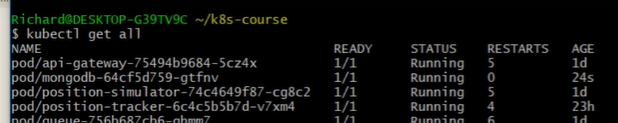 Richard@DESKTOP-G39TV9C ~/k8s-course
$ kubectl get all
NAME READY STATUS RESTARTS AGE
pod/api-gateway-75494b9684-5cz4x 1/1 Running 5 1d
pod/mongodb-64cf5d759-gtfnv 1/1 Running 0 24s
pod/position-simulator-74c4649f87-cg8c2 1/1 Running 5 1d
pod/position-tracker-6c4c5b5b7d-v7xm4 1/1 Running 4 23h
pod/queue-756b687cb6-qhmm7 1/1 Running 6 1d